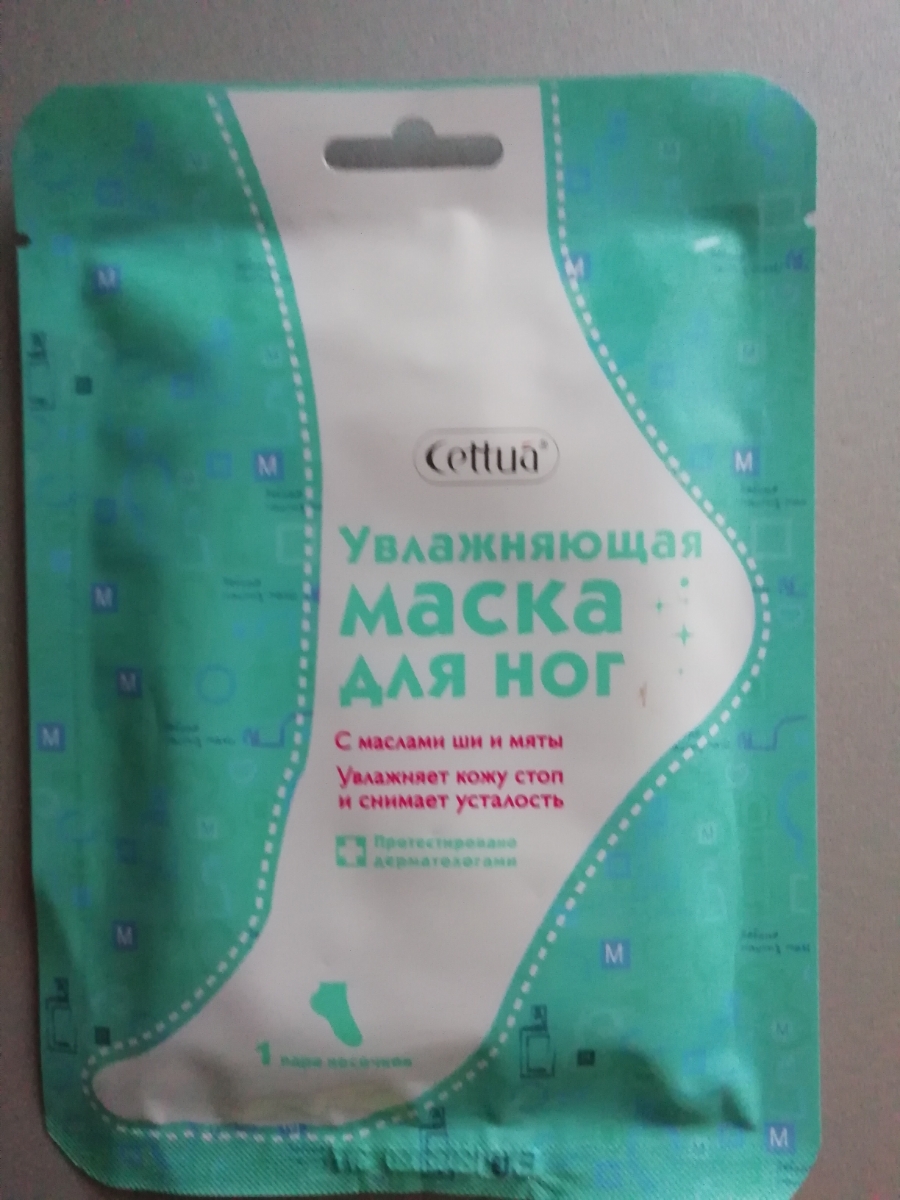 Cettua®
Увлажняющая
маска
для ног
С маслами ши и мяты
Увлажняет кожу стоп
и снимает усталость
Протестировано
дерматологами
1 пара носочков